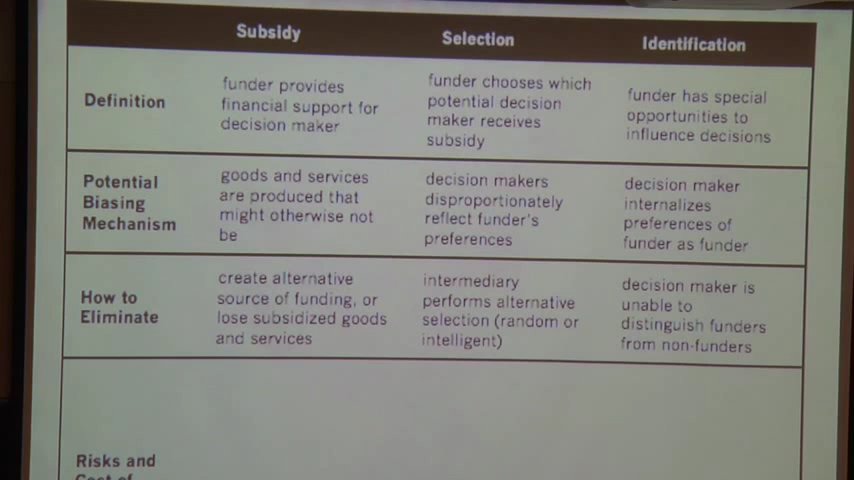 Subsidy Selection Identification
Definition
funder provides
financial support for
decision maker
funder chooses which
potential decision
maker receives
subsidy
funder has special
opportunities to
influence decisions
Potential
Biasing
Mechanism
goods and services
are produced that
might otherwise not
be
decision makers
disproportionately
reflect funder's
preferences
decision maker
internalizes
preferences of
funder as funder
How to
Eliminate
create alternative
source of funding, or
lose subsidized goods
and services
intermediary
performs alternative
selection (random or
intelligent)
decision maker is
unable to
distinguish funders
from non-funders
Risks and
Cost of